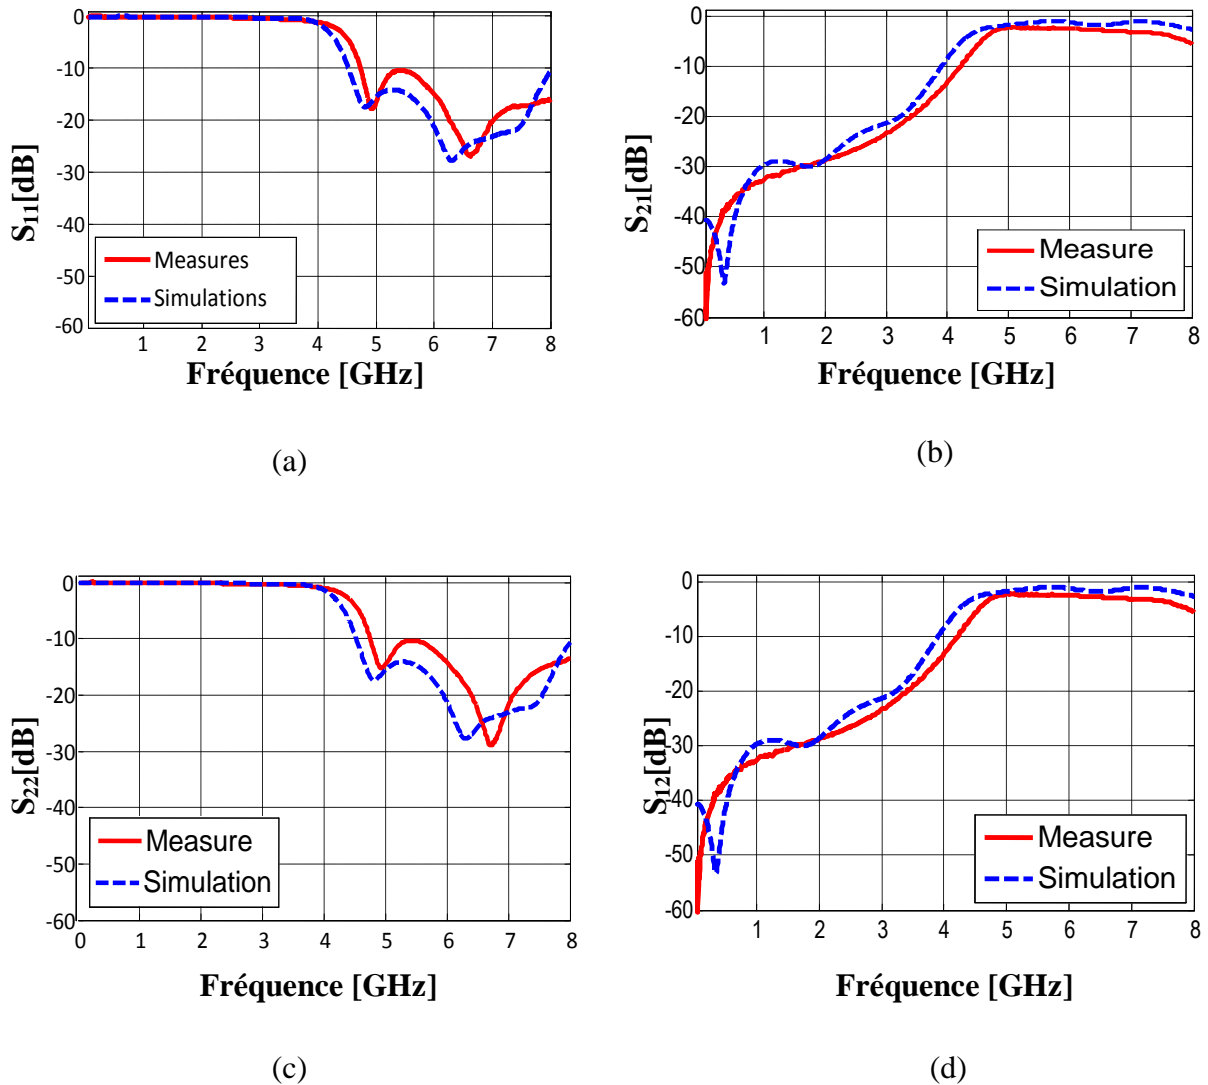 0
-10
-20
-30
-40
-50
-60
S11[dB]
Measures
Simulations
1 2 3 4 5 6 7 8
Fréquence [GHz]
(a)
0
-10
-20
-30
-40
-50
-60
S21[dB]
Measure
Simulation
1 2 3 4 5 6 7 8
Fréquence [GHz]
(b)
0
-10
-20
-30
-40
-50
-60
S22[dB]
Measure
Simulation
0 1 2 3 4 5 6 7 8
Fréquence [GHz]
(c)
0
-10
-20
-30
-40
-50
-60
S12[dB]
Measure
Simulation
1 2 3 4 5 6 7 8
Fréquence [GHz]
(d)